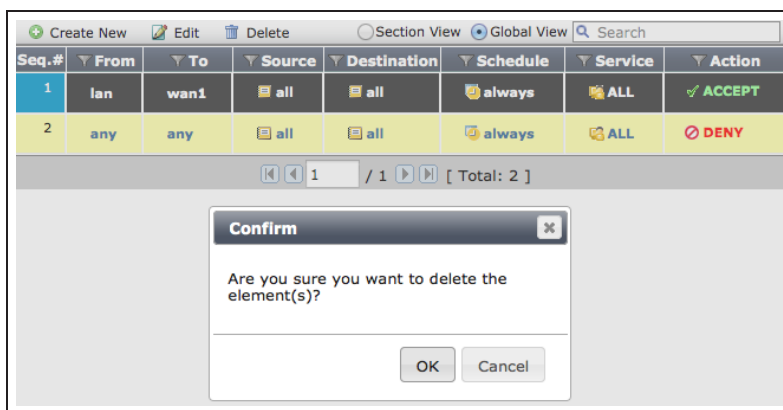 Create New Edit Delete Section View Global View Search
Seq.# From To Source Destination Schedule Service Action
1 lan wan1 all all always ALL ACCEPT
2 any any all all always ALL DENY
1 / 1 [ Total: 2 ]
Confirm
Are you sure you want to delete the
element(s)?
OK Cancel